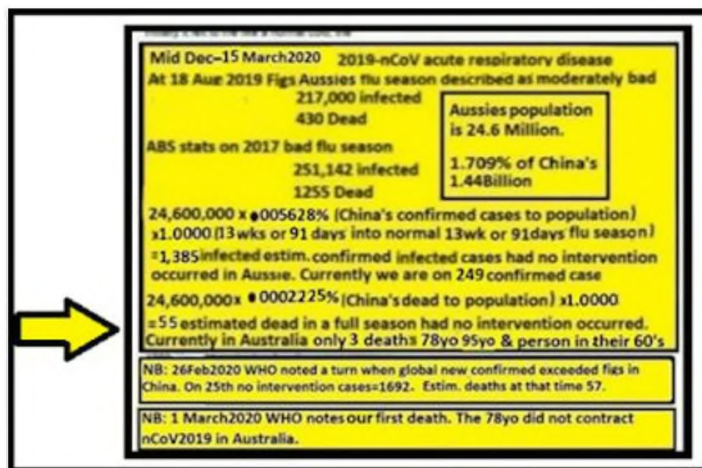 Mid Dec–15 March2020 2019-nCoV acute respiratory disease
At 18 Aug 2019 Figs Aussies flu season described as moderately bad
217,000 infected
430 Dead
Aussies population
is 24.6 Million.
1.709% of China's
1.44Billion
ABS stats on 2017 bad flu season
251,142 infected
1255 Dead
24,600,000 x •005628% (China's confirmed cases to population)
x1.0000 (13wks or 91 days into normal 13wk or 91days flu season)
=1,385infected estim. confirmed infected cases had no intervention
occurred in Aussie. Currently we are on 249 confirmed case
24,600,000x •0002225% (China's dead to population) x1.0000
=55 estimated dead in a full season had no intervention occurred.
Currently in Australia only 3 death= 78yo 95yo & person in their 60's
NB: 26Feb2020 WHO noted a turn when global new confirmed exceeded figs in
China. On 25th no intervention cases=1692. Estim. deaths at that time 57.
NB: 1 March2020 WHO notes our first death. The 78yo did not contract
nCoV2019 in Australia.